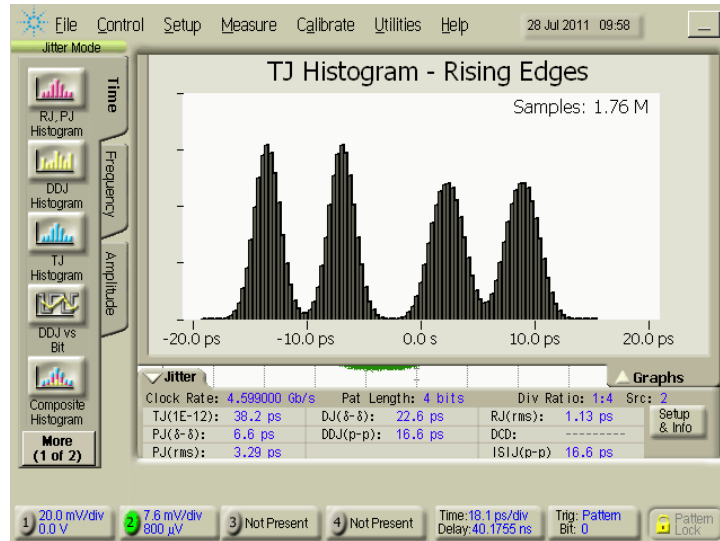 File Control Setup Measure Calibrate Utilities Help 28 Jul 2011 09:58
Jitter Mode
Time
Frequency
Amplitude
RJ, PJ
Histogram
DDJ
Histogram
TJ
Histogram
DDJ vs
Bit
Composite
Histogram
More
(1 of 2)
TJ Histogram - Rising Edges
Samples: 1.76 M
-20.0 ps -10.0 ps 0.0 s 10.0 ps 20.0 ps
Jitter Graphs
Clock Rate: 4.599000 Gb/s Pat Length: 4 bits Div Ratio: 1:4 Src: 2
TJ(1E-12): 38.2 ps DJ(δ-δ): 22.6 ps RJ(rms): 1.13 ps
PJ(δ-δ): 6.6 ps DDJ(p-p): 16.6 ps DCD: ---------
PJ(rms): 3.29 ps ISIJ(p-p) 16.6 ps
Setup
& Info
1) 20.0 mV/div
0.0 V
2) 7.6 mV/div
800 µV
3) Not Present
4) Not Present
Time:18.1 ps/div
Delay:40.1755 ns
Trig: Pattern
Bit: 0
Pattern
Lock